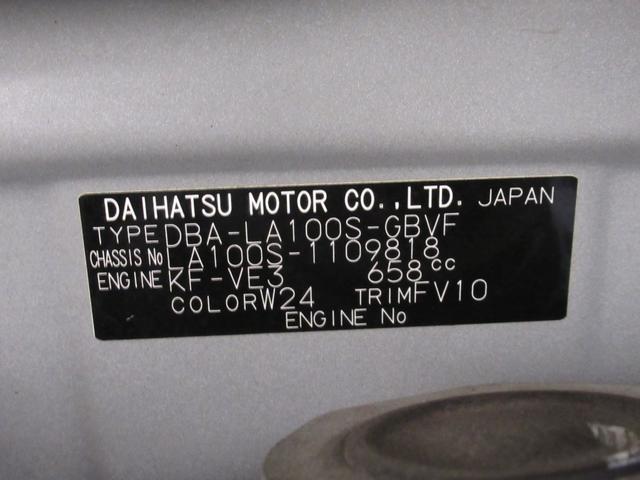 DAIHATSU MOTOR CO.,LTD. JAPAN
TYPE DBA-LA100S-GBVF
CHASSIS No LA100S-1109818
ENGINE KF-VE3 658cc
COLOR W24 TRIM FV10
ENGINE No